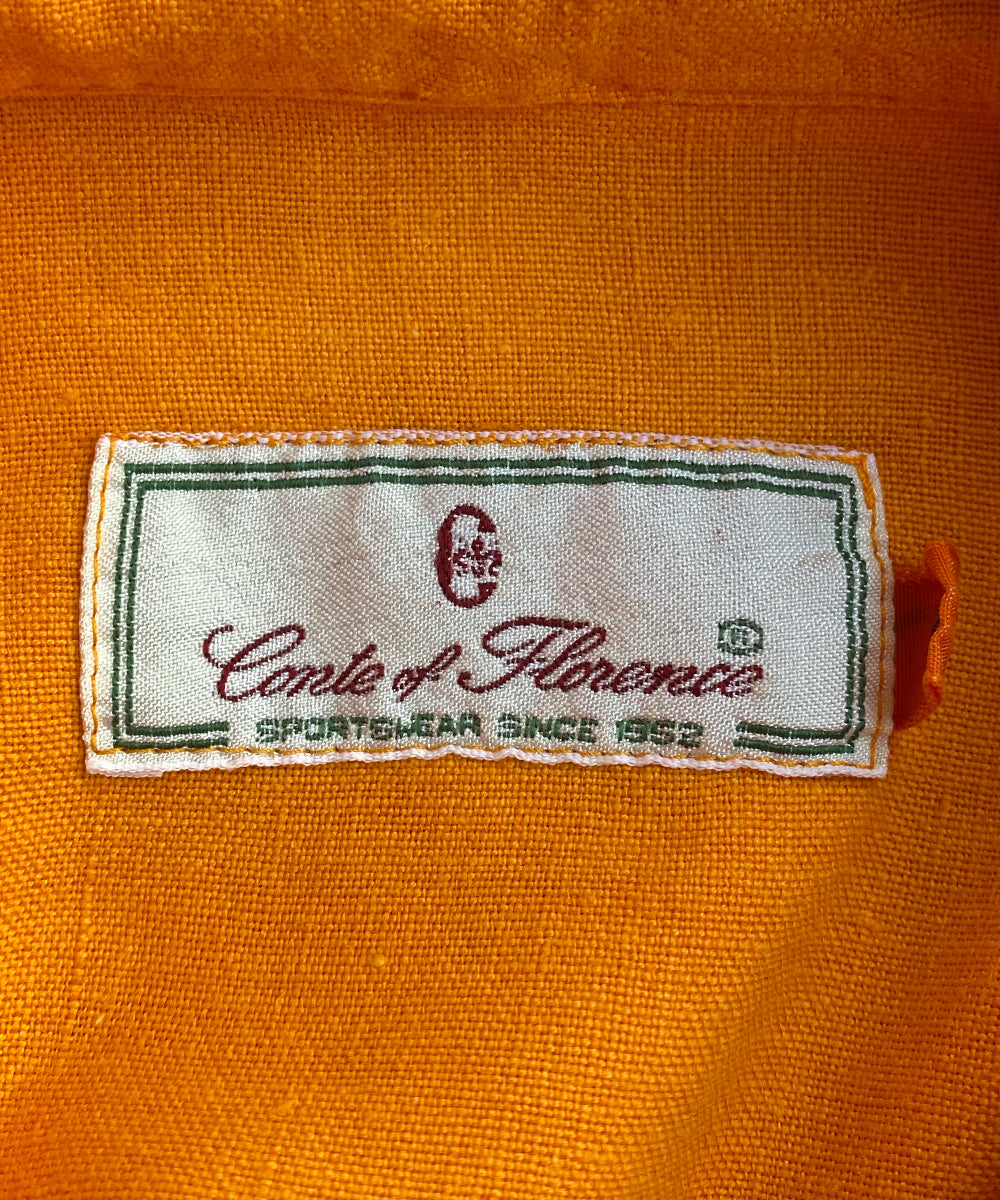 Conte of Florence ®
SPORTSWEAR SINCE 1952